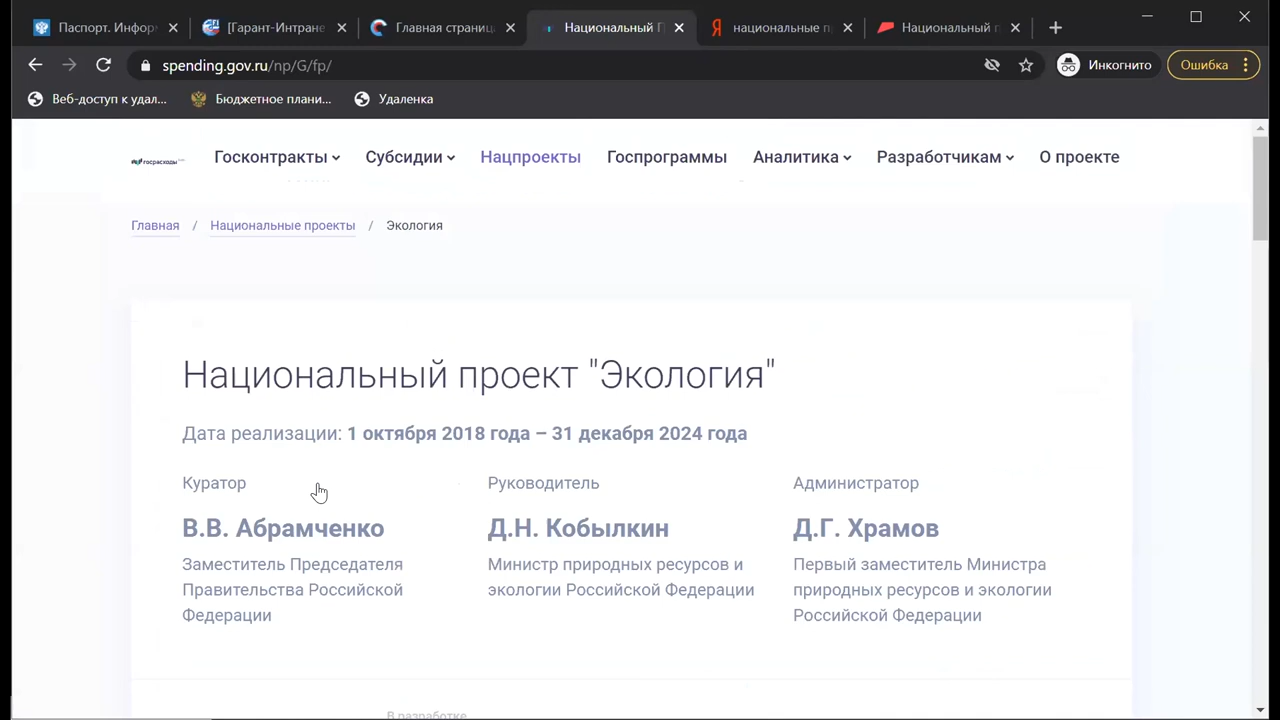 Паспорт. Инфор
[Гарант-Интране
Главная страниц
Национальный П
национальные п
Национальный п
spending.gov.ru/np/G/fp/
Инкогнито
Ошибка
Веб-доступ к удал...
Бюджетное плани...
Удаленка
госрасходы
Госконтракты
Субсидии
Нацпроекты
Госпрограммы
Аналитика
Разработчикам
О проекте
Главная / Национальные проекты / Экология
Национальный проект "Экология"
Дата реализации: 1 октября 2018 года – 31 декабря 2024 года
Куратор
В.В. Абрамченко
Заместитель Председателя
Правительства Российской
Федерации
Руководитель
Д.Н. Кобылкин
Министр природных ресурсов и
экологии Российской Федерации
Администратор
Д.Г. Храмов
Первый заместитель Министра
природных ресурсов и экологии
Российской Федерации
В разработке